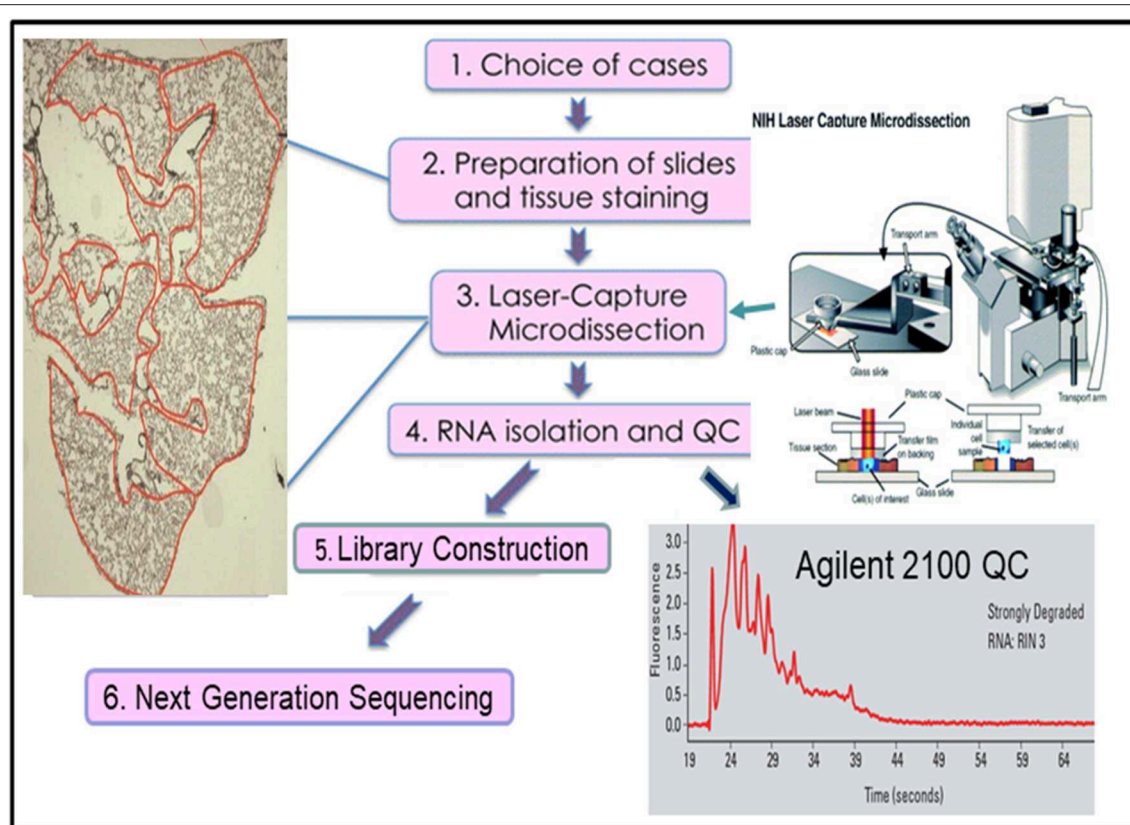 1. Choice of cases
2. Preparation of slides
and tissue staining
3. Laser-Capture
Microdissection
4. RNA isolation and QC
5. Library Construction
6. Next Generation Sequencing
NIH Laser Capture Microdissection
Transport arm
Plastic cap
Glass slide
Transport arm
Laser beam
Plastic cap
Tissue section
Transfer film
on backing
Cell(s) of interest
Individual
cell
sample
Transfer of
selected cell(s)
Glass slide
Agilent 2100 QC
Strongly Degraded
RNA: RIN 3
Fluorescence
3.0
2.5
2.0
1.5
1.0
0.5
0.0
19 24 29 34 39 44 49 54 59 64
Time (seconds)